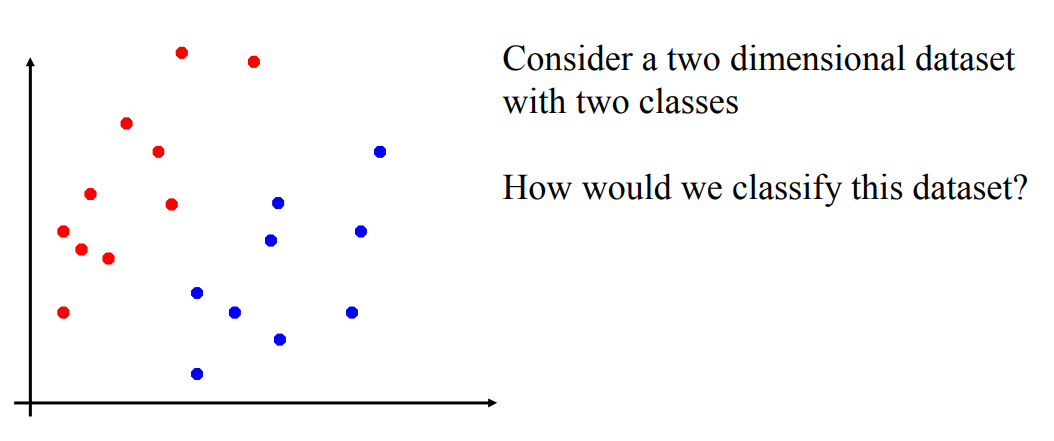 Consider a two dimensional dataset
with two classes
How would we classify this dataset?